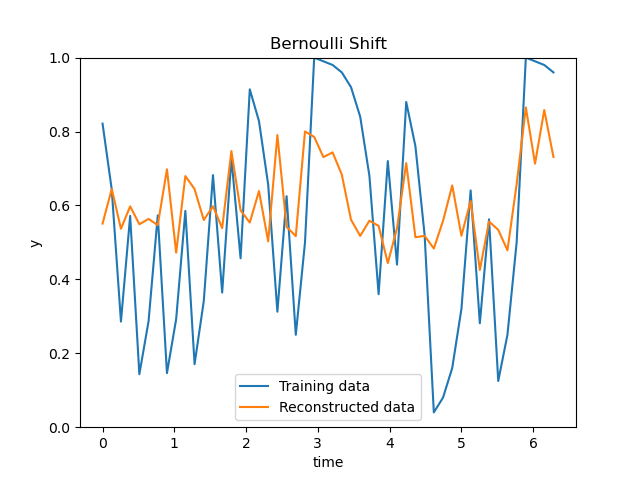 Bernoulli Shift
1.0
0.8
0.6
0.4
0.2
0.0
y
Training data
Reconstructed data
0 1 2 3 4 5 6
time